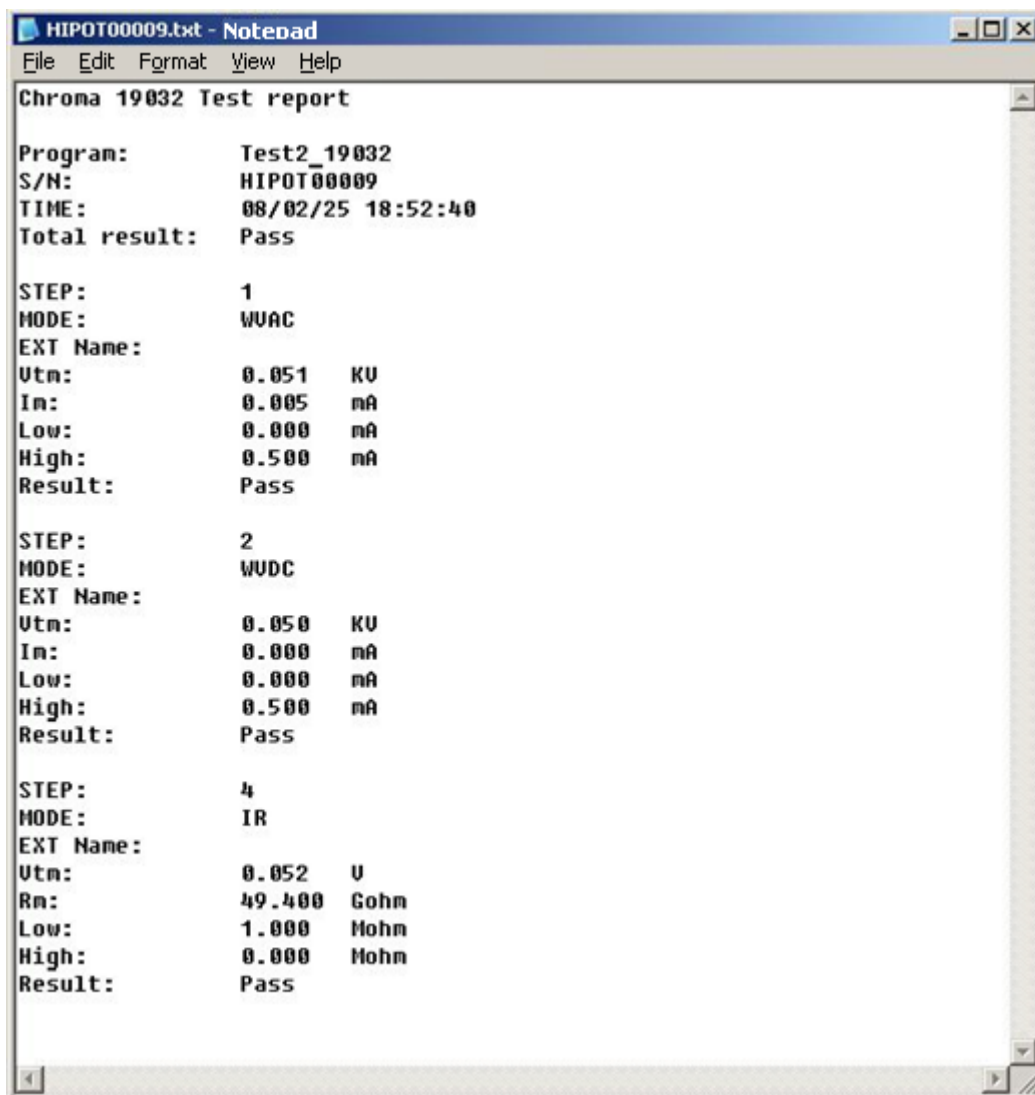 HIPOT00009.txt - Notepad
File Edit Format View Help
Chroma 19032 Test report
Program: Test2_19032
S/N: HIPOT00009
TIME: 08/02/25 18:52:40
Total result: Pass
STEP: 1
MODE: WVAC
EXT Name:
Vtm: 0.051 KV
Im: 0.005 mA
Low: 0.000 mA
High: 0.500 mA
Result: Pass
STEP: 2
MODE: WVDC
EXT Name:
Vtm: 0.050 KV
Im: 0.000 mA
Low: 0.000 mA
High: 0.500 mA
Result: Pass
STEP: 4
MODE: IR
EXT Name:
Vtm: 0.052 V
Rm: 49.400 Gohm
Low: 1.000 Mohm
High: 0.000 Mohm
Result: Pass